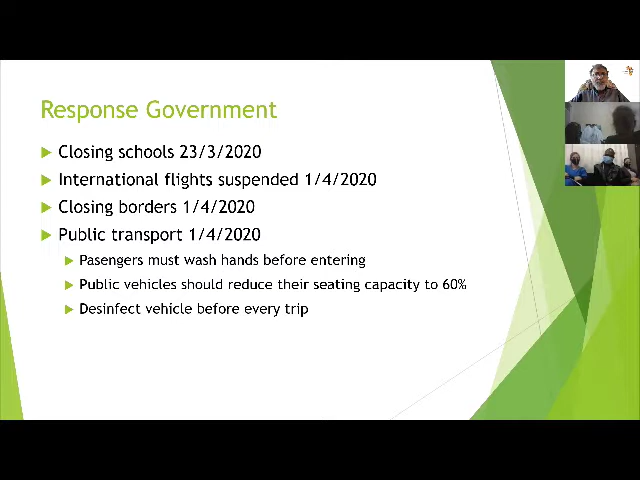 Response Government
Closing schools 23/3/2020
International flights suspended 1/4/2020
Closing borders 1/4/2020
Public transport 1/4/2020
Pasengers must wash hands before entering
Public vehicles should reduce their seating capacity to 60%
Desinfect vehicle before every trip